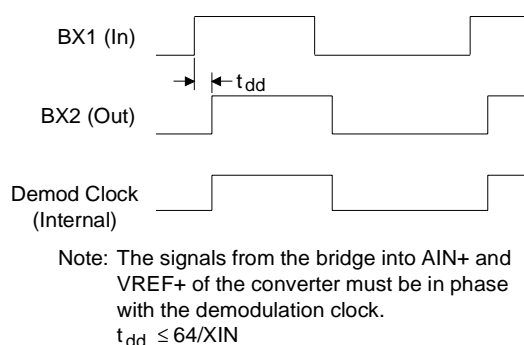 BX1 (In)
t dd
BX2 (Out)
Demod Clock
(Internal)
Note: The signals from the bridge into AIN+ and
VREF+ of the converter must be in phase
with the demodulation clock.
t dd ≤ 64/XIN